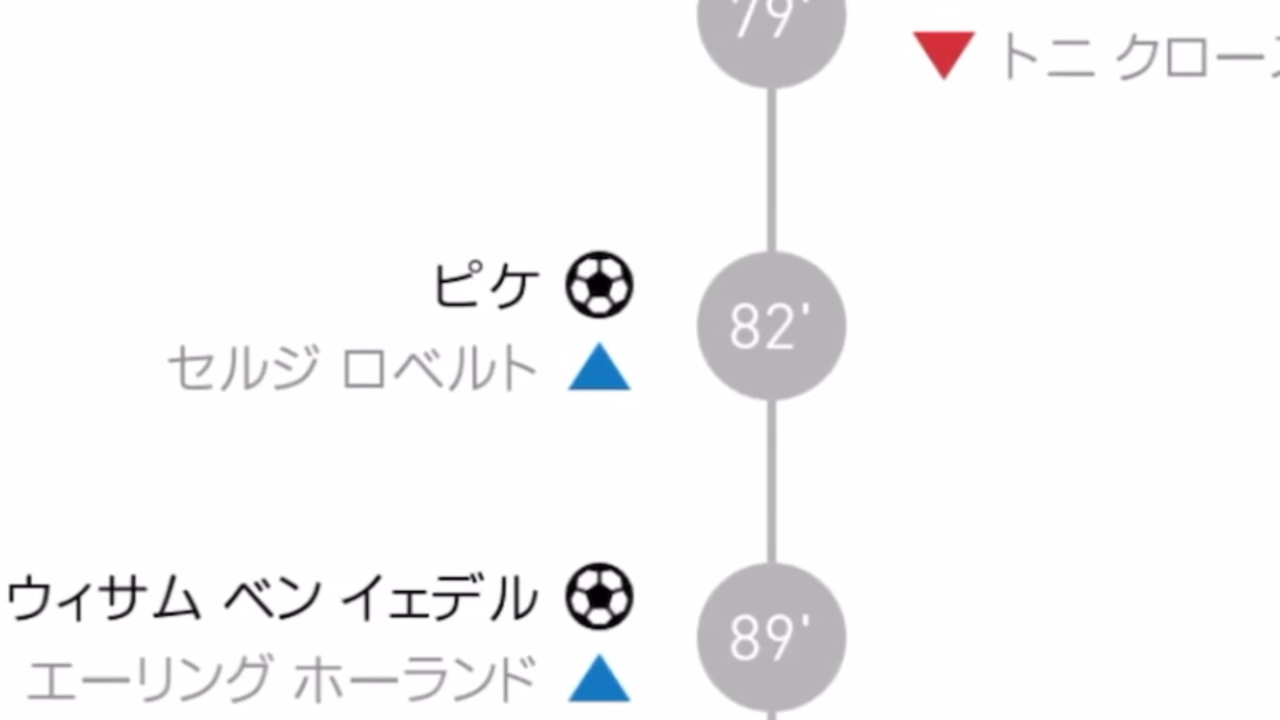 79'
トニ クロー
ピケ
82'
セルジ ロベルト
ウィサム ベン イェデル
89'
エーリング ホーランド